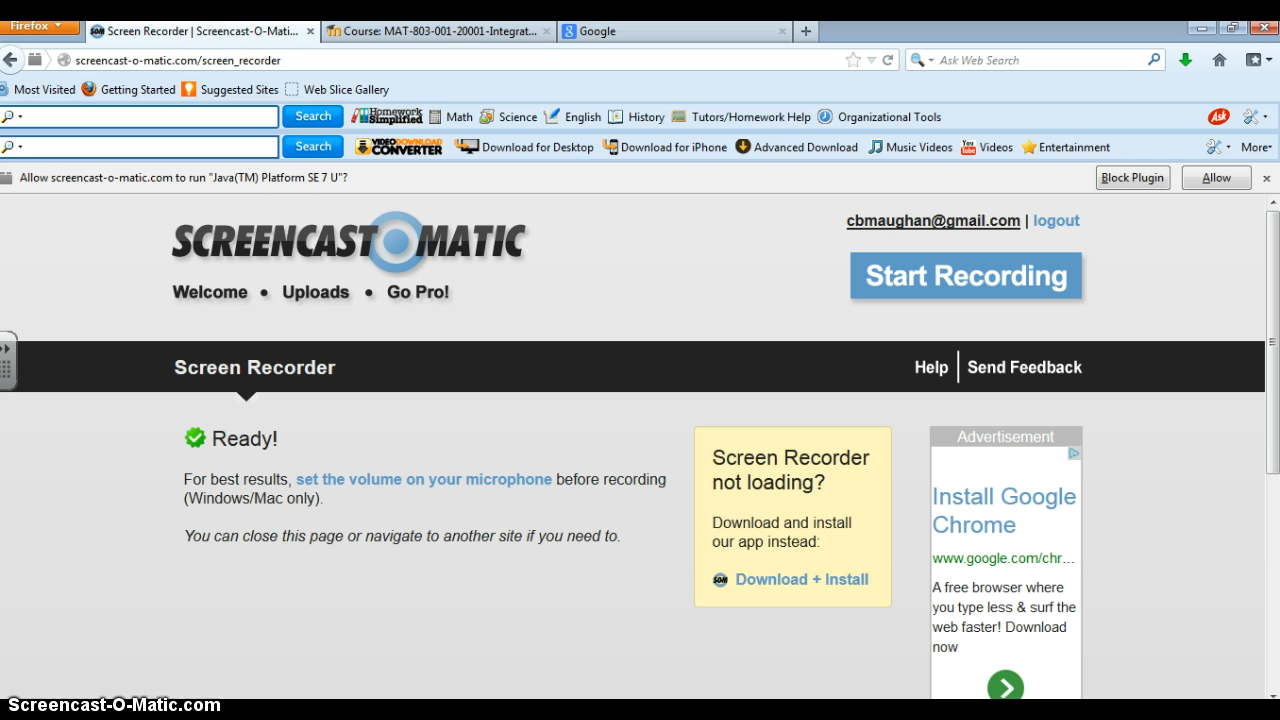 Firefox
Screen Recorder | Screencast-O-Mati...
Course: MAT-803-001-20001-Integrat...
Google
screencast-o-matic.com/screen_recorder
Ask Web Search
Most Visited
Getting Started
Suggested Sites
Web Slice Gallery
Search
Homework Simplified
Math
Science
English
History
Tutors/Homework Help
Organizational Tools
Ask
Search
VIDEO DOWNLOAD CONVERTER
Download for Desktop
Download for iPhone
Advanced Download
Music Videos
You Tube
Videos
Entertainment
More
Allow screencast-o-matic.com to run "Java(TM) Platform SE 7 U"?
Block Plugin
Allow
SCREENCAST O MATIC
cbmaughan@gmail.com | logout
Start Recording
Welcome • Uploads • Go Pro!
Screen Recorder
Help
Send Feedback
Ready!
For best results, set the volume on your microphone before recording
(Windows/Mac only).
You can close this page or navigate to another site if you need to.
Screen Recorder
not loading?
Download and install
our app instead:
SOM
Download + Install
Advertisement
Install Google
Chrome
www.google.com/chr...
A free browser where
you type less & surf the
web faster! Download
now
Screencast-O-Matic.com